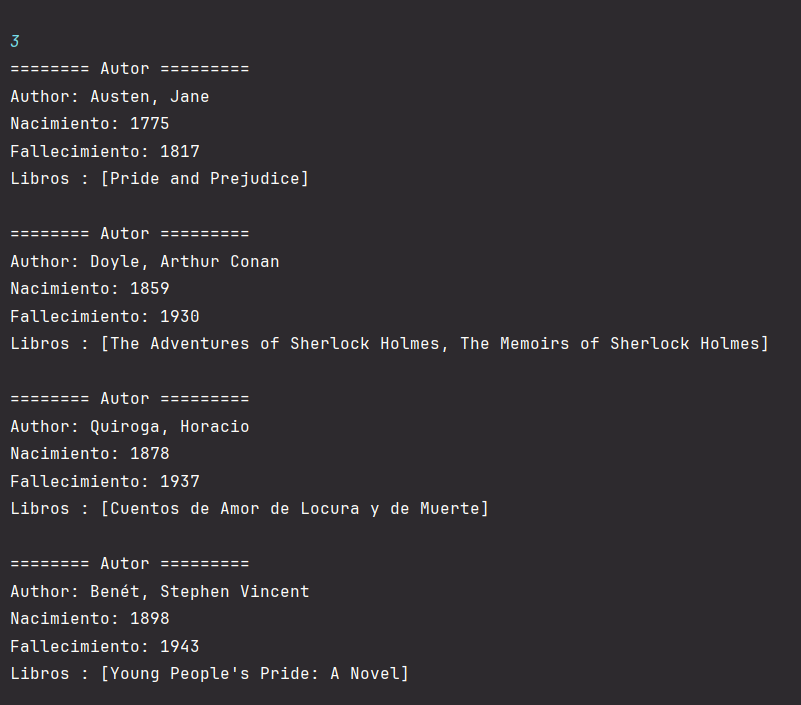 3
======== Autor =========
Author: Austen, Jane
Nacimiento: 1775
Fallecimiento: 1817
Libros : [Pride and Prejudice]
======== Autor =========
Author: Doyle, Arthur Conan
Nacimiento: 1859
Fallecimiento: 1930
Libros : [The Adventures of Sherlock Holmes, The Memoirs of Sherlock Holmes]
======== Autor =========
Author: Quiroga, Horacio
Nacimiento: 1878
Fallecimiento: 1937
Libros : [Cuentos de Amor de Locura y de Muerte]
======== Autor =========
Author: Benét, Stephen Vincent
Nacimiento: 1898
Fallecimiento: 1943
Libros : [Young People's Pride: A Novel]